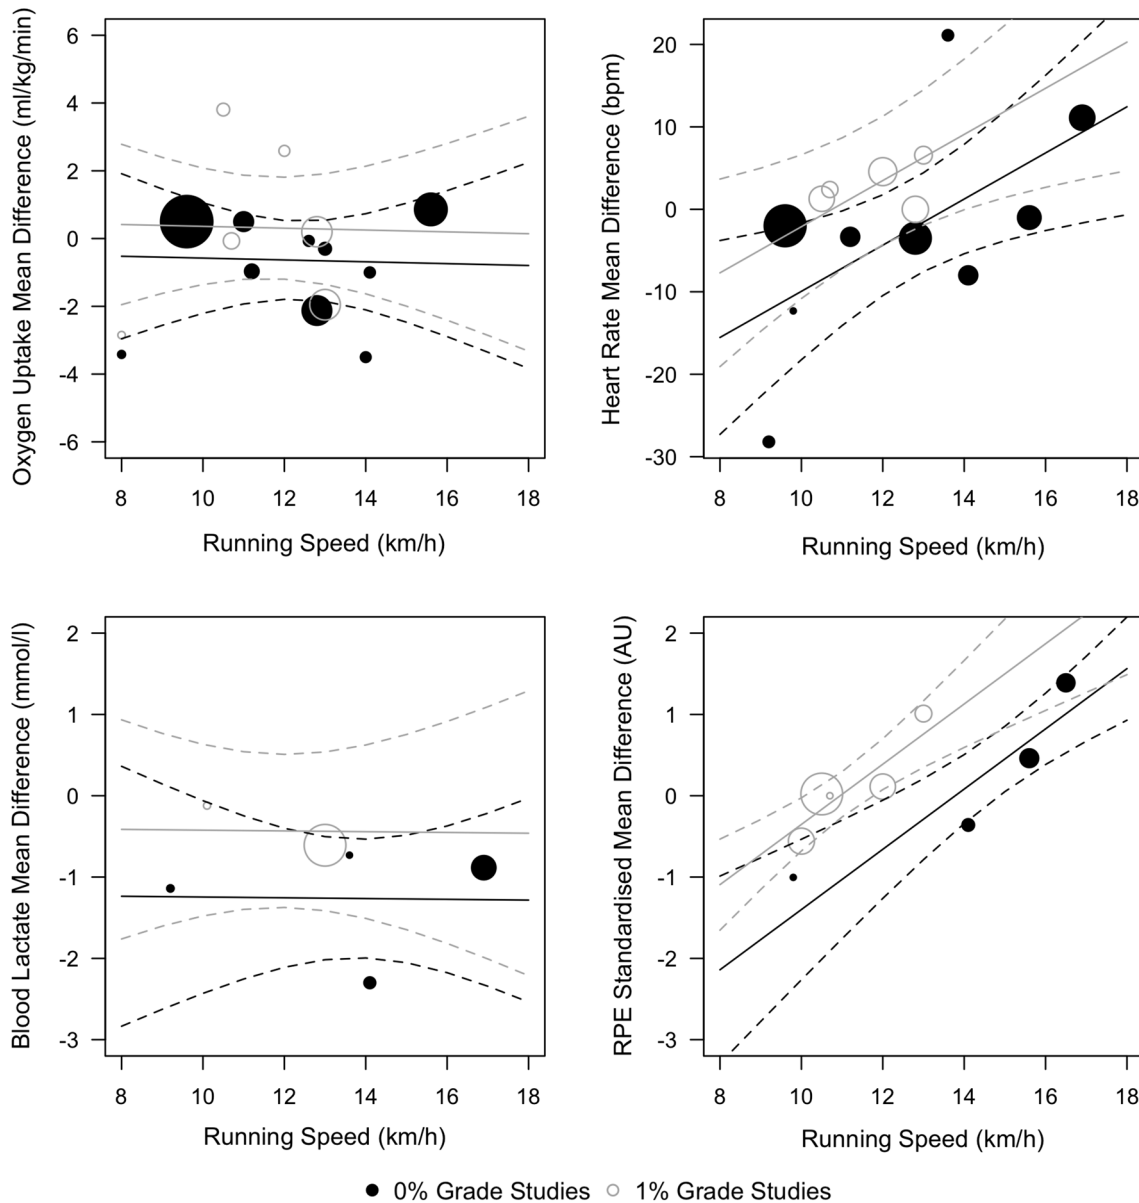 Oxygen Uptake Mean Difference (ml/kg/min)
6
4
2
0
-2
-4
-6
8 10 12 14 16 18
Running Speed (km/h)
Heart Rate Mean Difference (bpm)
20
10
0
-10
-20
-30
8 10 12 14 16 18
Running Speed (km/h)
Blood Lactate Mean Difference (mmol/l)
2
1
0
-1
-2
-3
8 10 12 14 16 18
Running Speed (km/h)
RPE Standardised Mean Difference (AU)
2
1
0
-1
-2
-3
8 10 12 14 16 18
Running Speed (km/h)
0% Grade Studies 1% Grade Studies